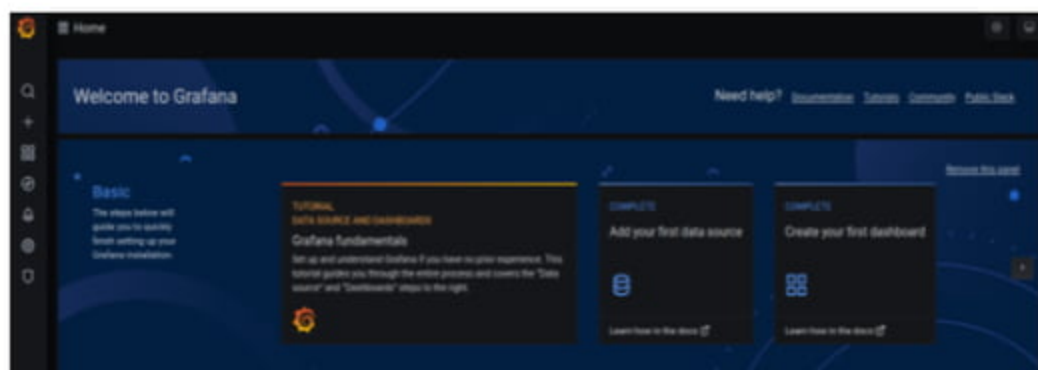 Home
Welcome to Grafana
Need help? Documentation Tutorials Community Public Slack
Remove this panel
Basic
The steps below will
guide you to quickly
finish setting up your
Grafana installation.
TUTORIAL
DATA SOURCE AND DASHBOARDS
Grafana fundamentals
Set up and understand Grafana if you have no prior experience. This
tutorial guides you through the entire process and covers the "Data
source" and "Dashboards" steps to the right.
COMPLETE
Add your first data source
Learn how in the docs
COMPLETE
Create your first dashboard
Learn how in the docs